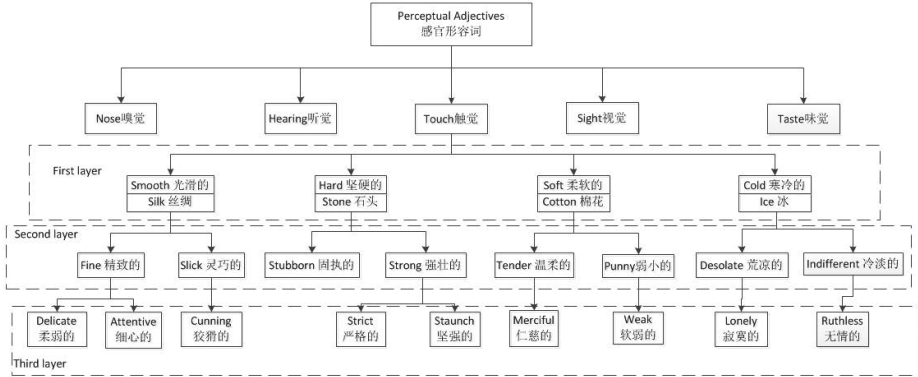 Perceptual Adjectives
感官形容词
Nose嗅觉
Hearing听觉
Touch触觉
Sight视觉
Taste味觉
First layer
Smooth 光滑的
Silk 丝绸
Hard 坚硬的
Stone 石头
Soft 柔软的
Cotton 棉花
Cold 寒冷的
Ice 冰
Second layer
Fine 精致的
Slick 灵巧的
Stubborn 固执的
Strong 强壮的
Tender 温柔的
Punny弱小的
Desolate 荒凉的
Indifferent 冷淡的
Delicate
柔弱的
Attentive
细心的
Cunning
狡猾的
Strict
严格的
Staunch
坚强的
Merciful
仁慈的
Weak
软弱的
Lonely
寂寞的
Ruthless
无情的
Third layer